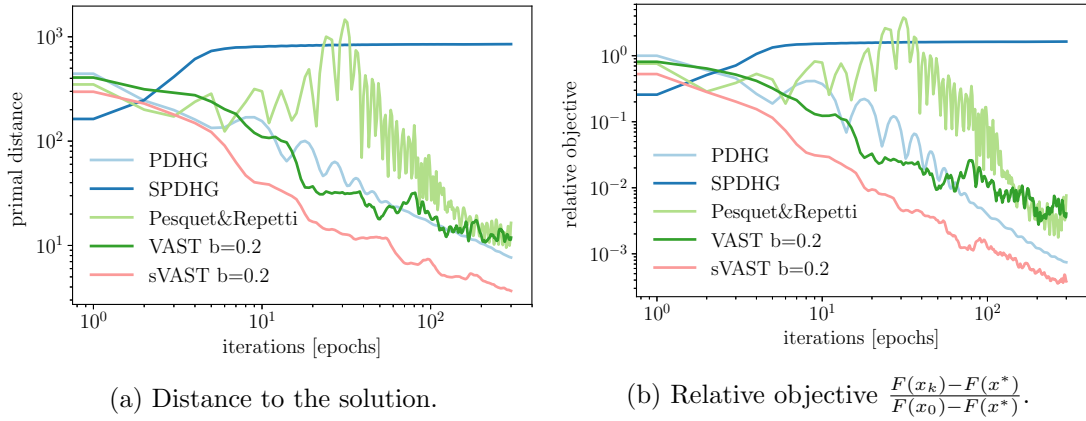 10^3
10^2
10^1
primal distance
PDHG
SPDHG
Pesquet&Repetti
VAST b=0.2
sVAST b=0.2
10^0
10^1
10^2
iterations [epochs]
(a) Distance to the solution.
10^0
10^{-1}
10^{-2}
10^{-3}
relative objective
PDHG
SPDHG
Pesquet&Repetti
VAST b=0.2
sVAST b=0.2
10^0
10^1
10^2
iterations [epochs]
(b) Relative objective \frac{F(x_k)-F(x^*)}{F(x_0)-F(x^*)}.